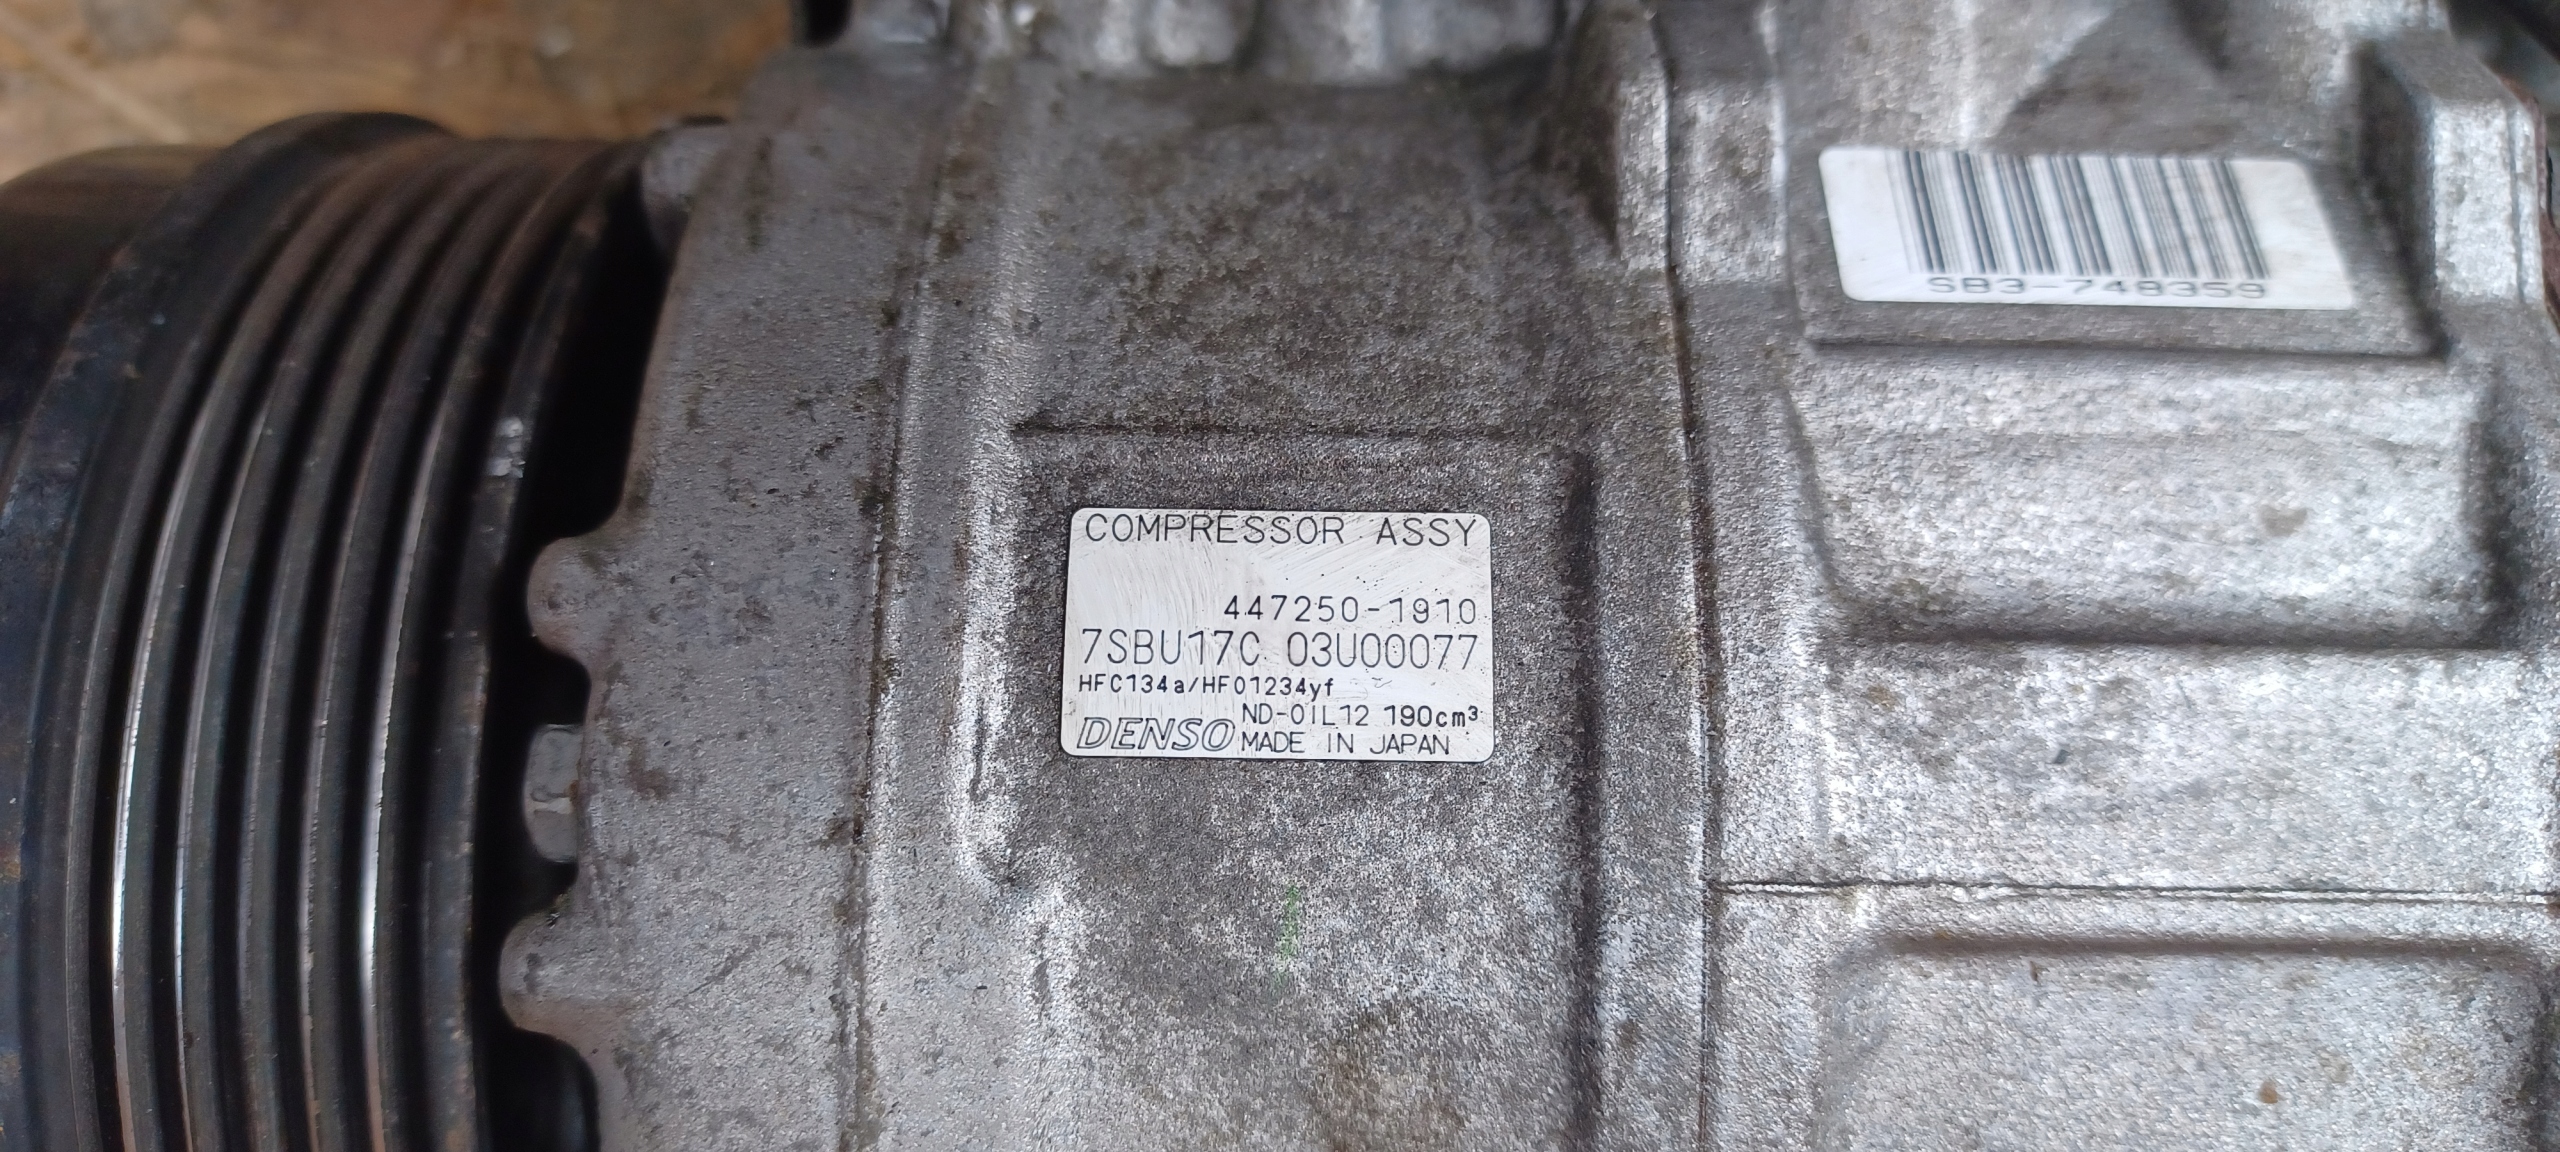 SB3-748359
COMPRESSOR ASSY
447250-1910
7SBU17C 03U00077
HFC134a/HFO1234yf
ND-OIL12 190cm³
DENSO MADE IN JAPAN